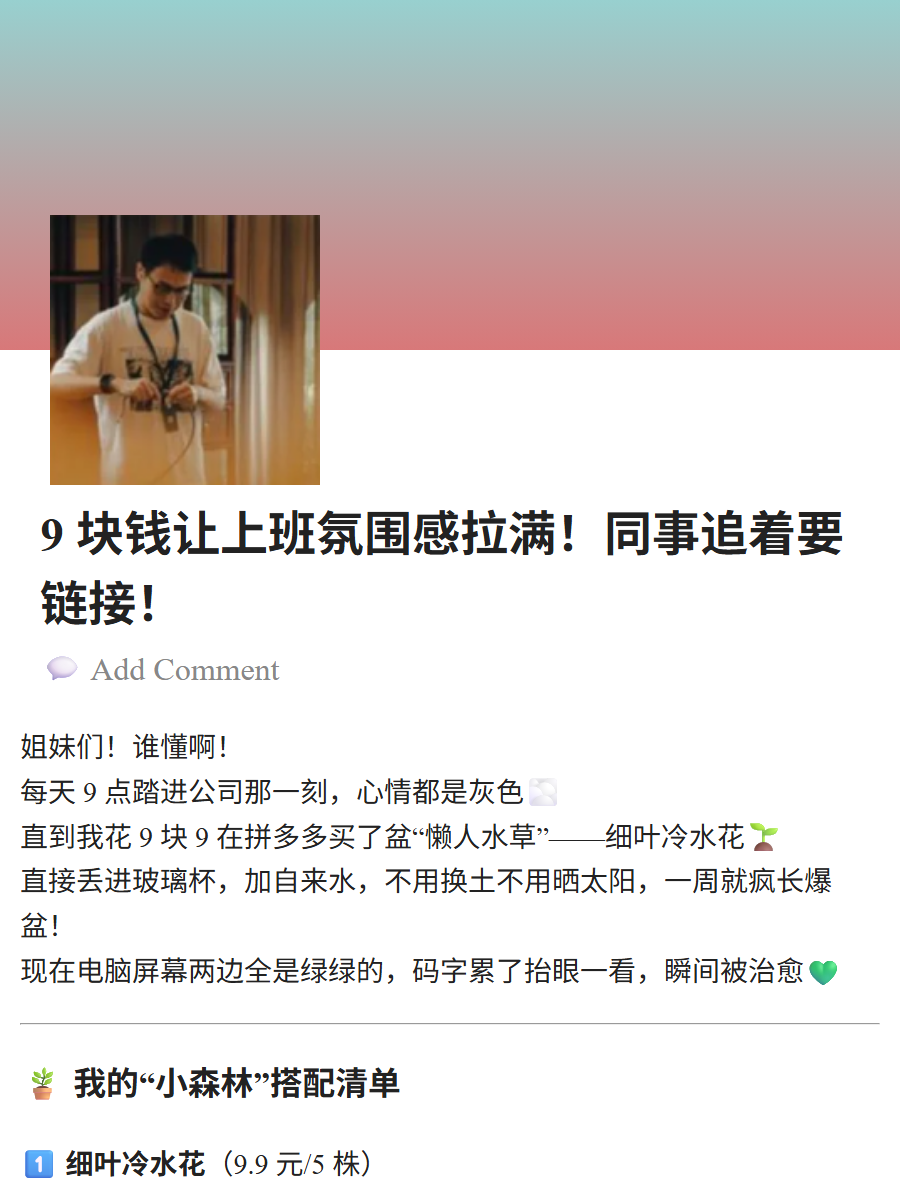 9 块钱让上班氛围感拉满！同事追着要
链接！
💬 Add Comment
姐妹们！谁懂啊！
每天 9 点踏进公司那一刻，心情都是灰色🌫️
直到我花 9 块 9 在拼多多买了盆“懒人水草”——细叶冷水花🌱
直接丢进玻璃杯，加自来水，不用换土不用晒太阳，一周就疯长爆
盆！
现在电脑屏幕两边全是绿绿的，码字累了抬眼一看，瞬间被治愈💚
🪴 我的“小森林”搭配清单
1️⃣ 细叶冷水花（9.9 元/5 株）